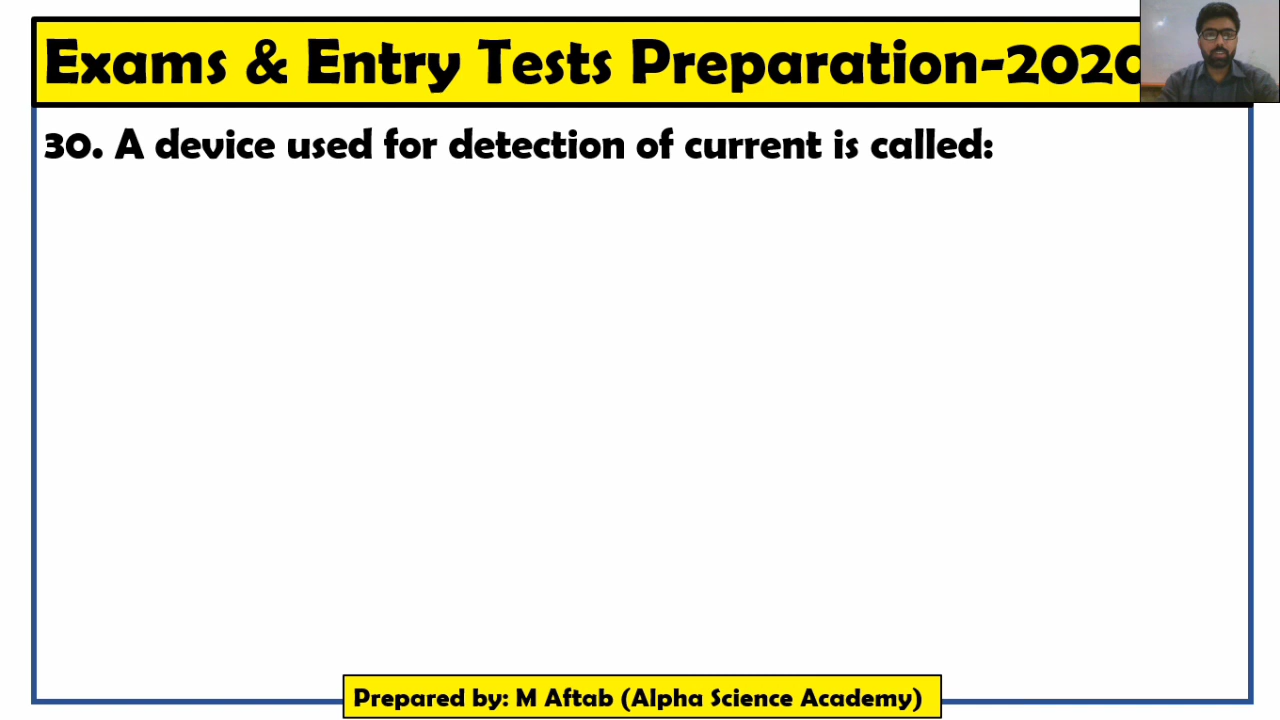 Exams & Entry Tests Preparation-2020
30. A device used for detection of current is called:
Prepared by: M Aftab (Alpha Science Academy)